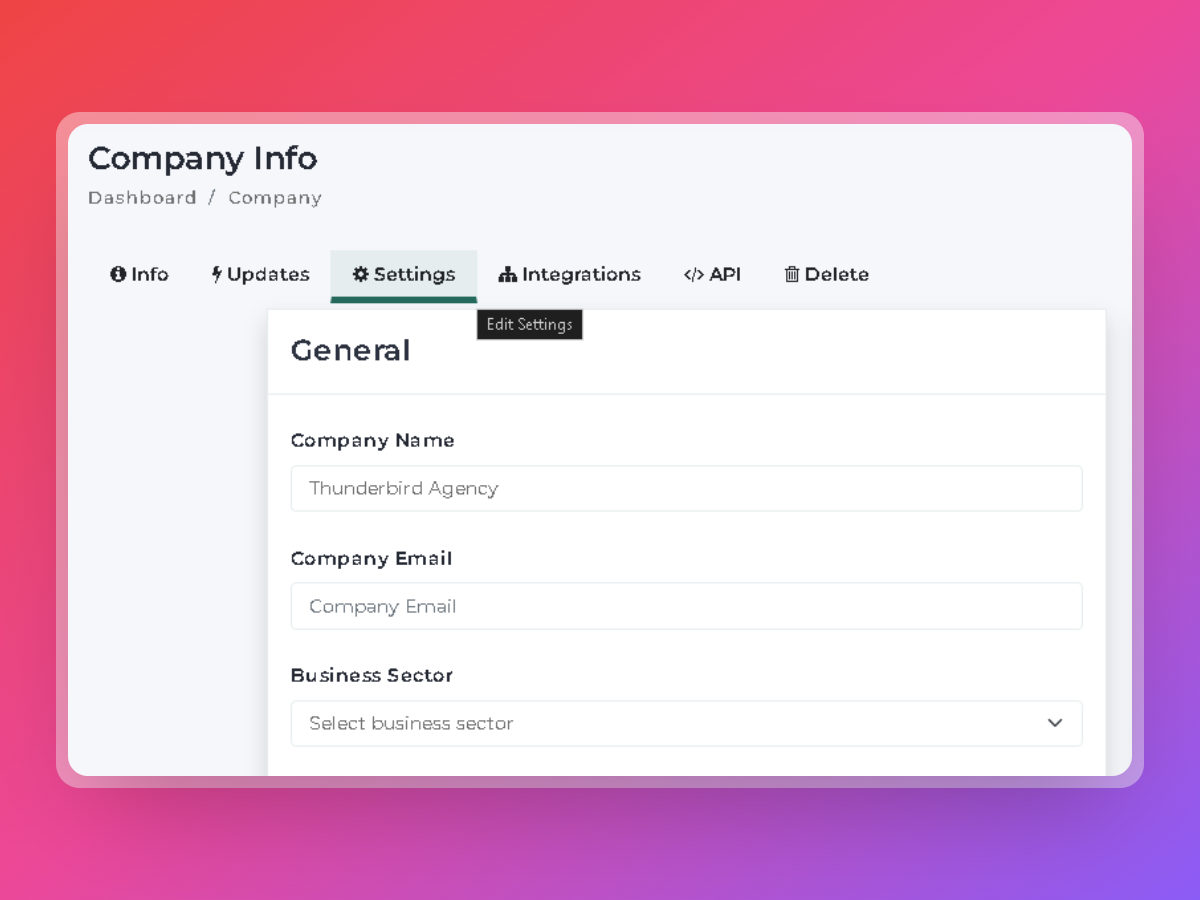 Company Info
Dashboard / Company
Info Updates Settings Integrations </> API Delete
Edit Settings
General
Company Name
Thunderbird Agency
Company Email
Company Email
Business Sector
Select business sector